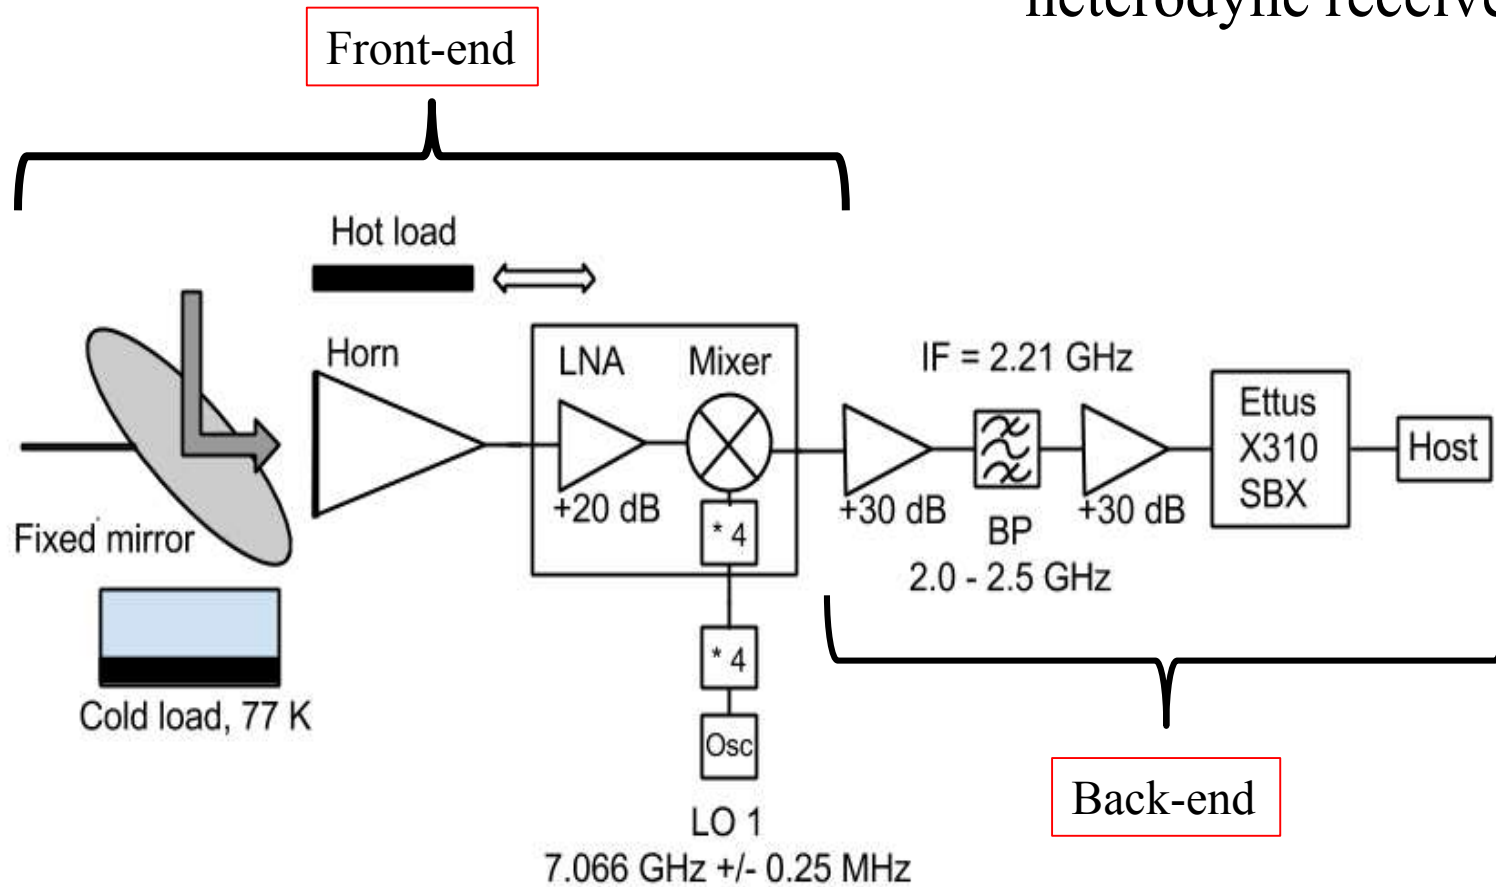 Front-end
Hot load
Horn
LNA
Mixer
IF = 2.21 GHz
Ettus
X310
SBX
Host
+20 dB
* 4
+30 dB
BP
2.0 - 2.5 GHz
+30 dB
Fixed mirror
Cold load, 77 K
* 4
Osc
LO 1
7.066 GHz +/- 0.25 MHz
Back-end